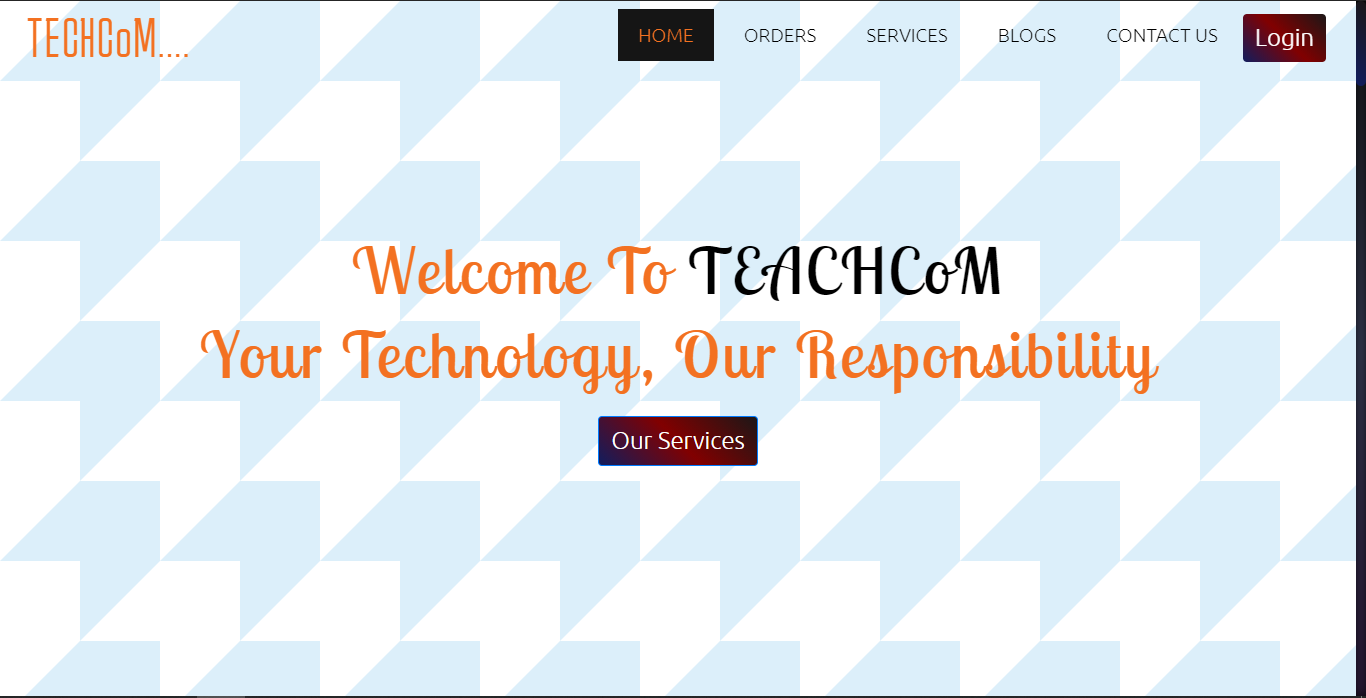 TECHCoM....
HOME ORDERS SERVICES BLOGS CONTACT US Login
Welcome To TEACHCoM
Your Technology, Our Responsibility
Our Services